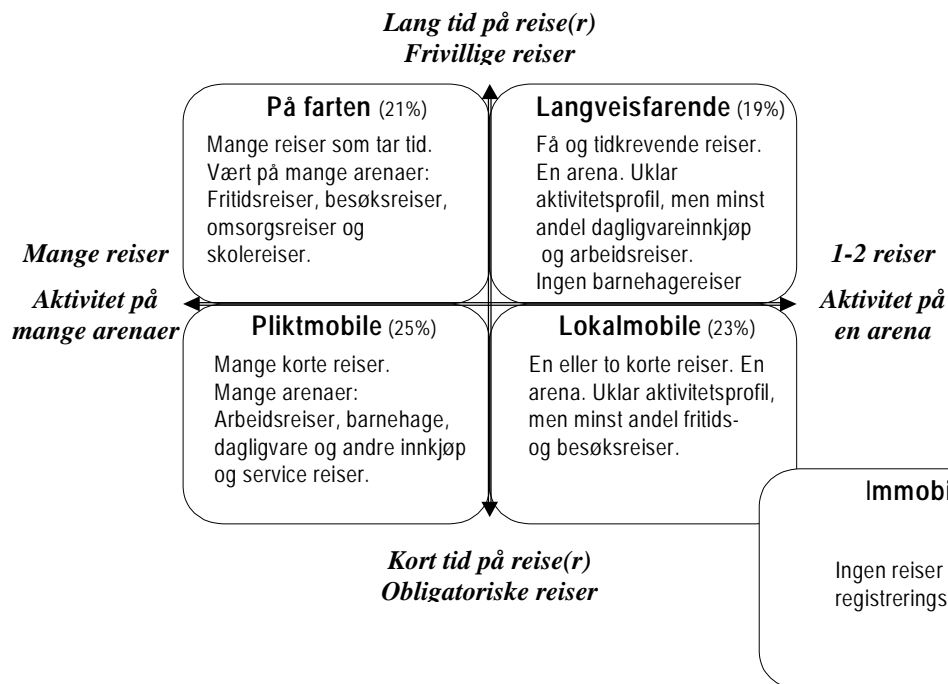 Lang tid på reise(r)
Frivillige reiser
På farten (21%)
Mange reiser som tar tid.
Vært på mange arenaer:
Fritidsreiser, besøksreiser,
omsorgsreiser og
skolereiser.
Langveisfarende (19%)
Få og tidkrevende reiser.
En arena. Uklar
aktivitetsprofil, men minst
andel dagligvareinnkjøp
og arbeidsreiser.
Ingen barnehagereiser
Mange reiser
Aktivitet på
mange arenaer
1-2 reiser
Aktivitet på
en arena
Pliktmobile (25%)
Mange korte reiser.
Mange arenaer:
Arbeidsreiser, barnehage,
dagligvare og andre innkjøp
og service reiser.
Lokalmobile (23%)
En eller to korte reiser. En
arena. Uklar aktivitetsprofil,
men minst andel fritids-
og besøksreiser.
Immobi
Ingen reiser
registrerings
Kort tid på reise(r)
Obligatoriske reiser